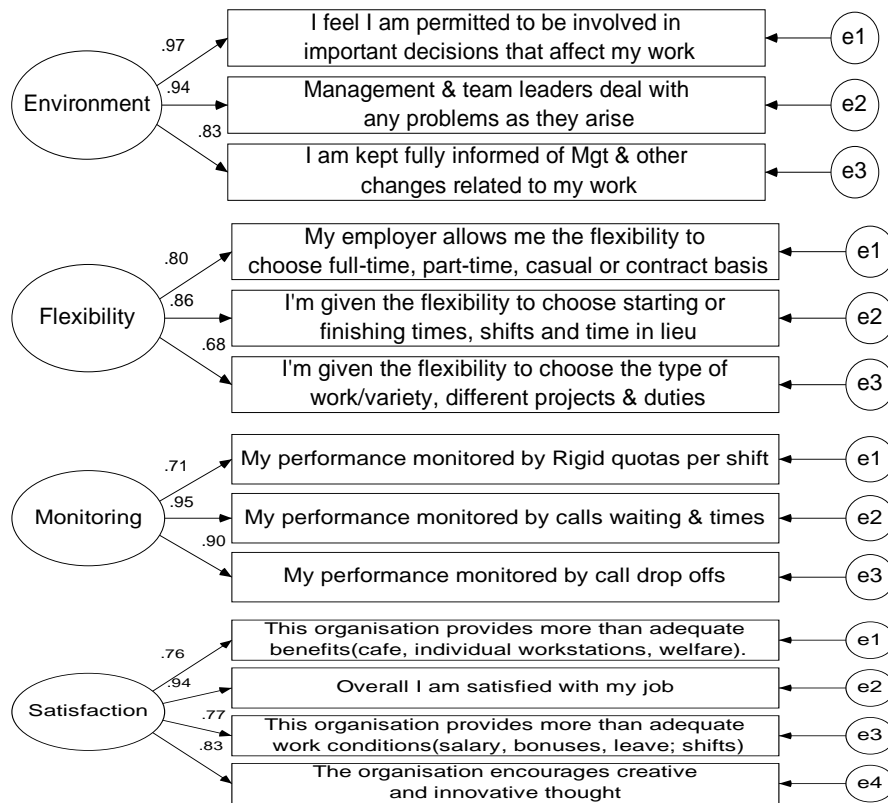 I feel I am permitted to be involved in
important decisions that affect my work
.97
e1
Environment
.94
Management & team leaders deal with
any problems as they arise
e2
.83
I am kept fully informed of Mgt & other
changes related to my work
e3
My employer allows me the flexibility to
choose full-time, part-time, casual or contract basis
.80
e1
Flexibility
.86
I'm given the flexibility to choose starting or
finishing times, shifts and time in lieu
e2
.68
I'm given the flexibility to choose the type of
work/variety, different projects & duties
e3
.71
My performance monitored by Rigid quotas per shift
e1
Monitoring
.95
My performance monitored by calls waiting & times
e2
.90
My performance monitored by call drop offs
e3
This organisation provides more than adequate
benefits(cafe, individual workstations, welfare).
.76
e1
Satisfaction
.94
Overall I am satisfied with my job
e2
.77
This organisation provides more than adequate
work conditions(salary, bonuses, leave; shifts)
e3
.83
The organisation encourages creative
and innovative thought
e4